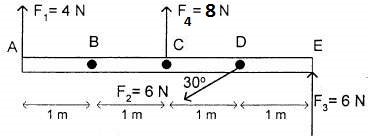 F₁ = 4 N
F₄ = 8 N
A
B
C
D
E
30º
F₂ = 6 N
F₃ = 6 N
1 m
1 m
1 m
1 m